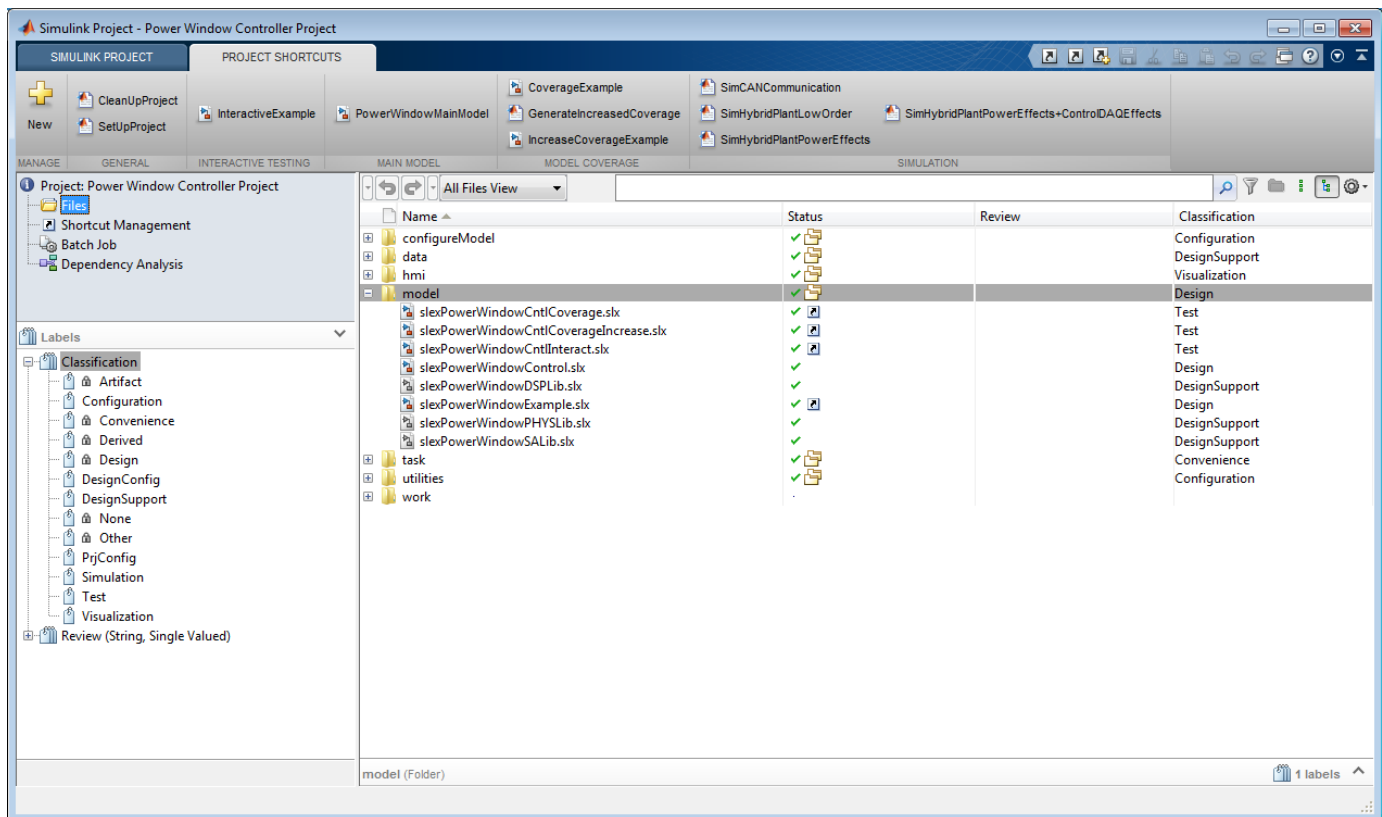 Simulink Project - Power Window Controller Project
SIMULINK PROJECT
PROJECT SHORTCUTS
New
CleanUpProject
SetUpProject
InteractiveExample
PowerWindowMainModel
CoverageExample
GenerateIncreasedCoverage
IncreaseCoverageExample
SimCANCommunication
SimHybridPlantLowOrder
SimHybridPlantPowerEffects
SimHybridPlantPowerEffects+ControlDAQEffects
MANAGE
GENERAL
INTERACTIVE TESTING
MAIN MODEL
MODEL COVERAGE
SIMULATION
Project: Power Window Controller Project
Files
Shortcut Management
Batch Job
Dependency Analysis
Labels
Classification
Artifact
Configuration
Convenience
Derived
Design
DesignConfig
DesignSupport
None
Other
PrjConfig
Simulation
Test
Visualization
Review (String, Single Valued)
All Files View
Name Status Review Classification
configureModel Configuration
data DesignSupport
hmi Visualization
model Design
slexPowerWindowCntlCoverage.slx Test
slexPowerWindowCntlCoverageIncrease.slx Test
slexPowerWindowCntlInteract.slx Test
slexPowerWindowControl.slx Design
slexPowerWindowDSPLib.slx DesignSupport
slexPowerWindowExample.slx Design
slexPowerWindowPHYSLib.slx DesignSupport
slexPowerWindowSALib.slx DesignSupport
task Convenience
utilities Configuration
work
model (Folder)
1 labels